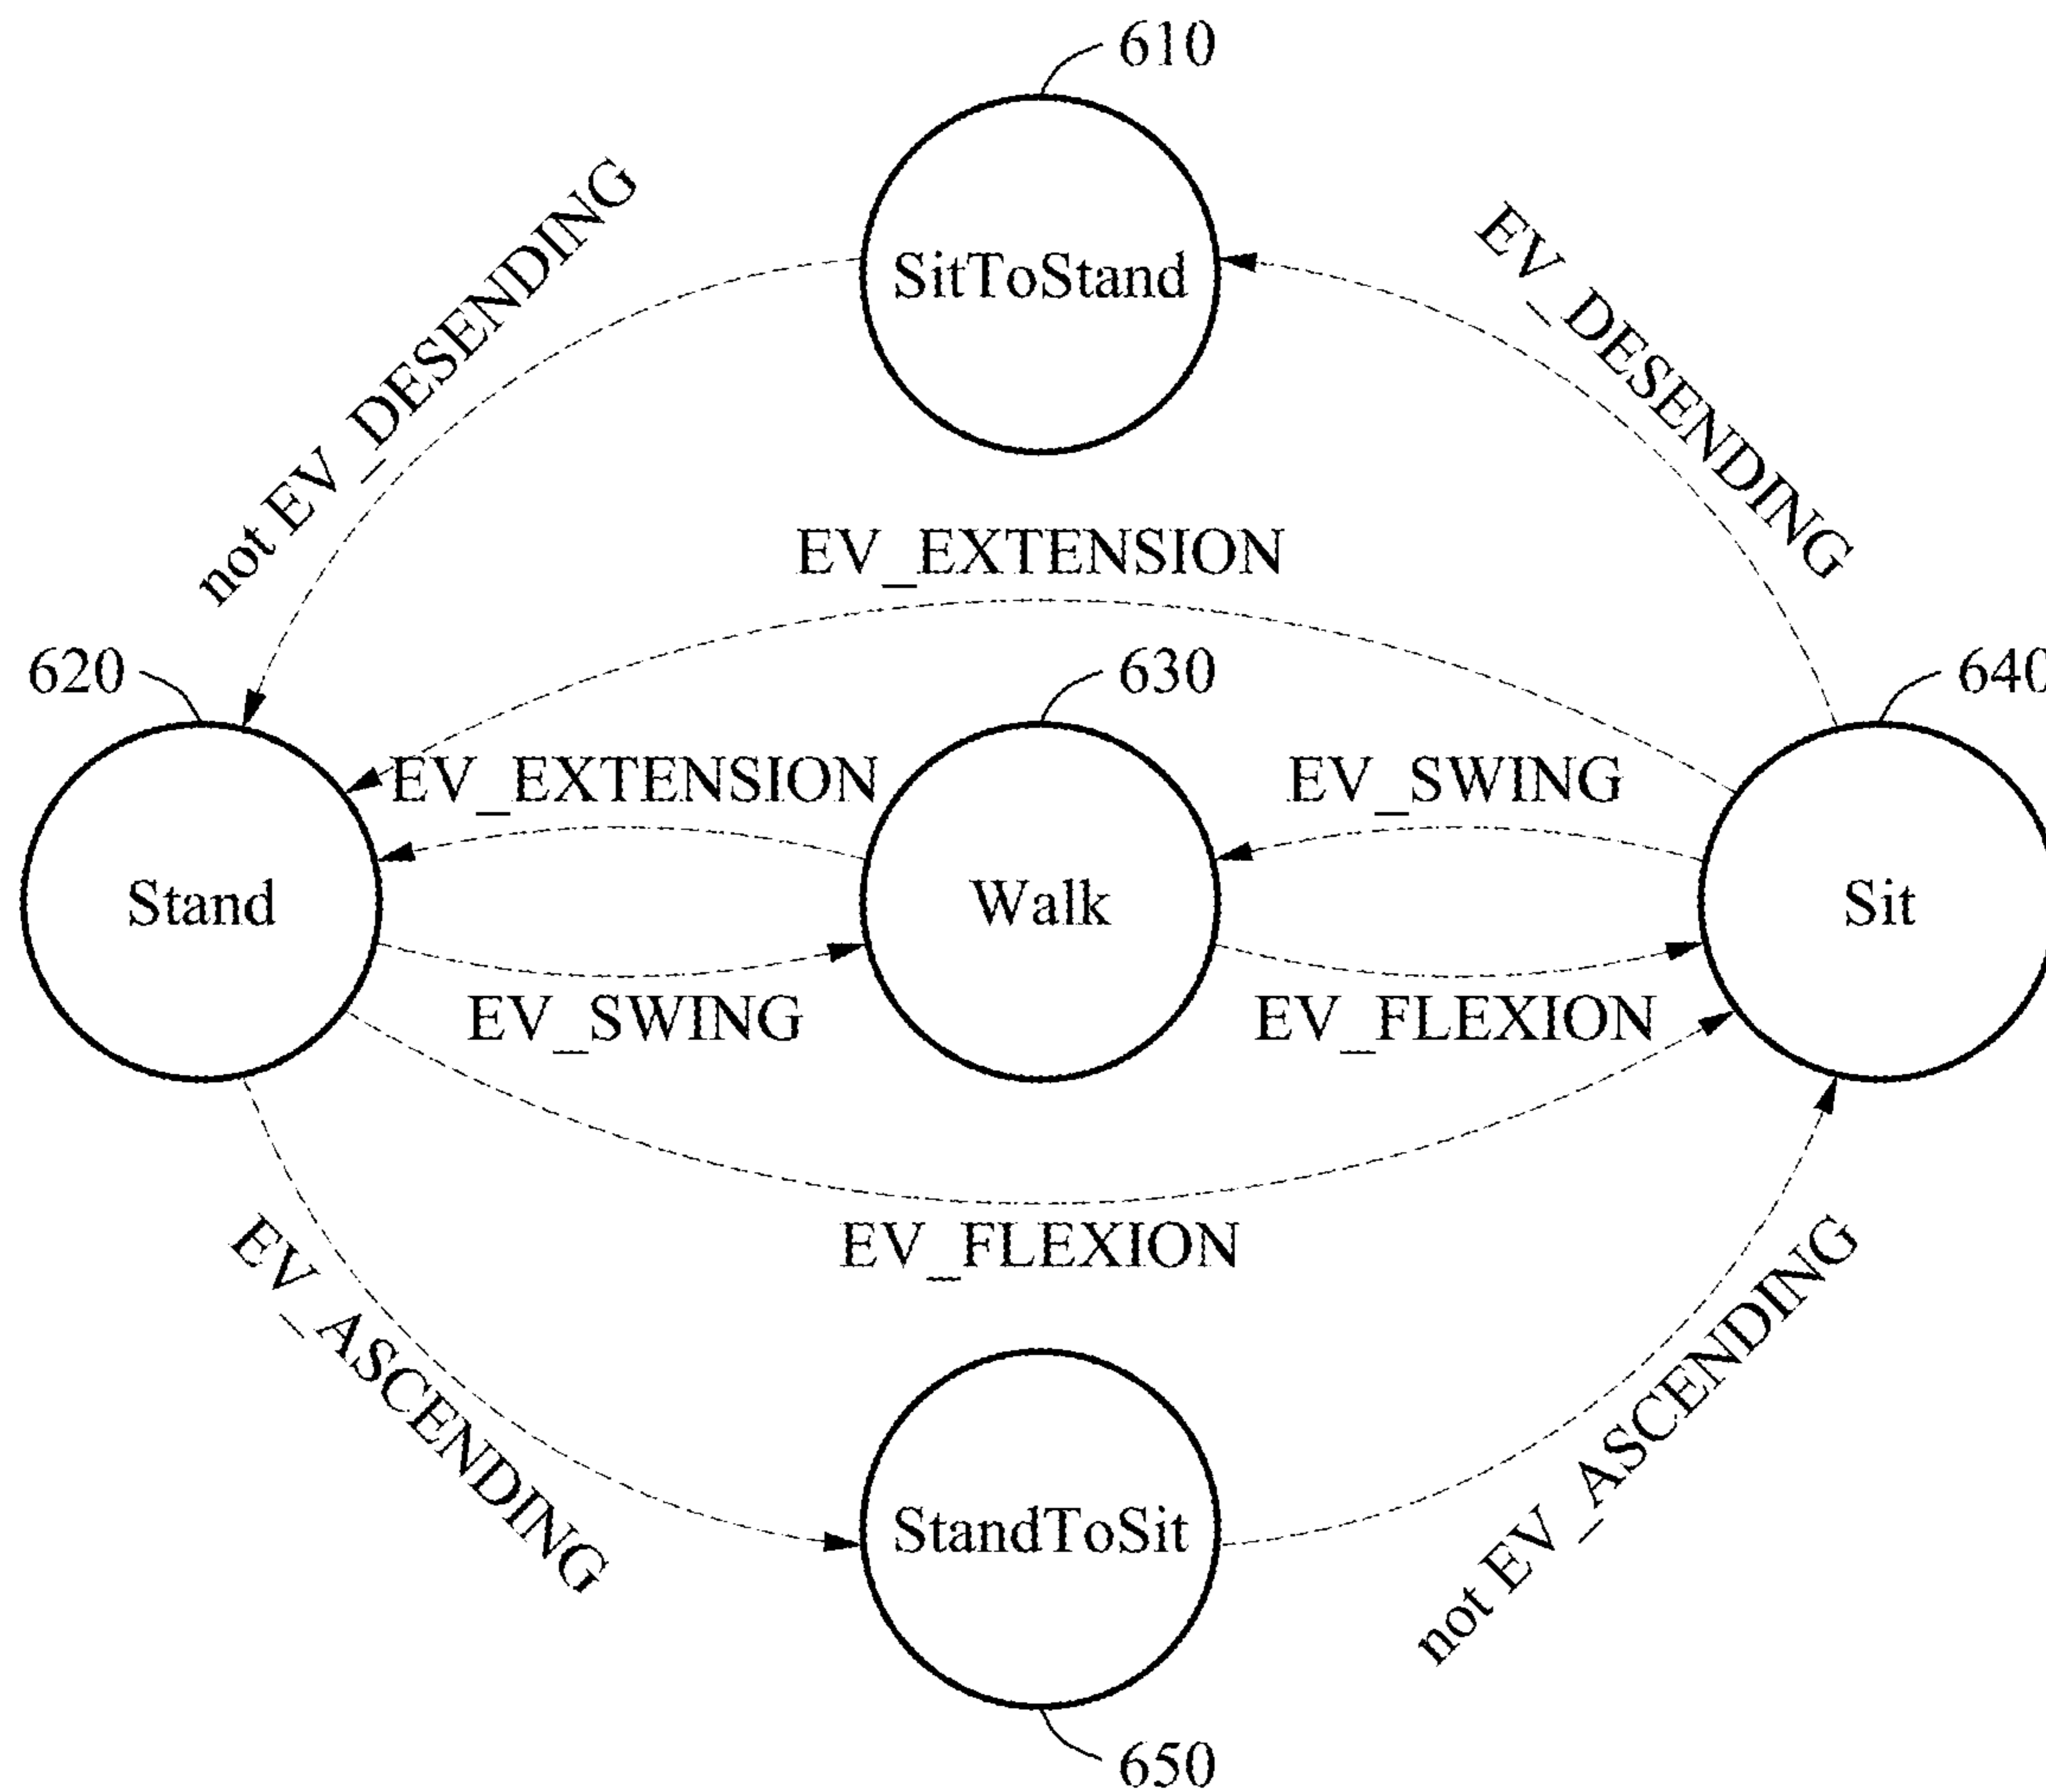 610
SitToStand
not EV_DESENDING
EV_DESENDING
EV_EXTENSION
620
630
640
EV_EXTENSION
EV_SWING
Stand
Walk
Sit
EV_SWING
EV_FLEXION
EV_FLEXION
EV_ASCENDING
not EV_ASCENDING
StandToSit
650